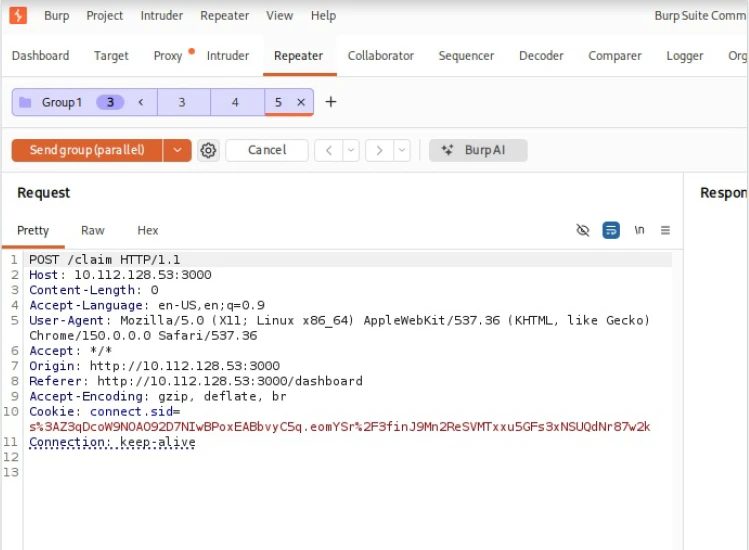 Burp Project Intruder Repeater View Help Burp Suite Comm
Dashboard Target Proxy Intruder Repeater Collaborator Sequencer Decoder Comparer Logger Org
Group1 3 < 3 4 5 × +
Send group (parallel) Cancel < > Burp AI
Request Respon
Pretty Raw Hex \n
1 POST /claim HTTP/1.1
2 Host: 10.112.128.53:3000
3 Content-Length: 0
4 Accept-Language: en-US,en;q=0.9
5 User-Agent: Mozilla/5.0 (X11; Linux x86_64) AppleWebKit/537.36 (KHTML, like Gecko)
Chrome/150.0.0.0 Safari/537.36
6 Accept: */*
7 Origin: http://10.112.128.53:3000
8 Referer: http://10.112.128.53:3000/dashboard
9 Accept-Encoding: gzip, deflate, br
10 Cookie: connect.sid=
s%3AZ3qDcoW9NOAO92D7NIwBPoxEABbvyC5q.eomYSr%2F3finJ9Mn2ReSVMTxxu5GFs3xNSUQdNr87w2k
11 Connection: keep-alive
12
13